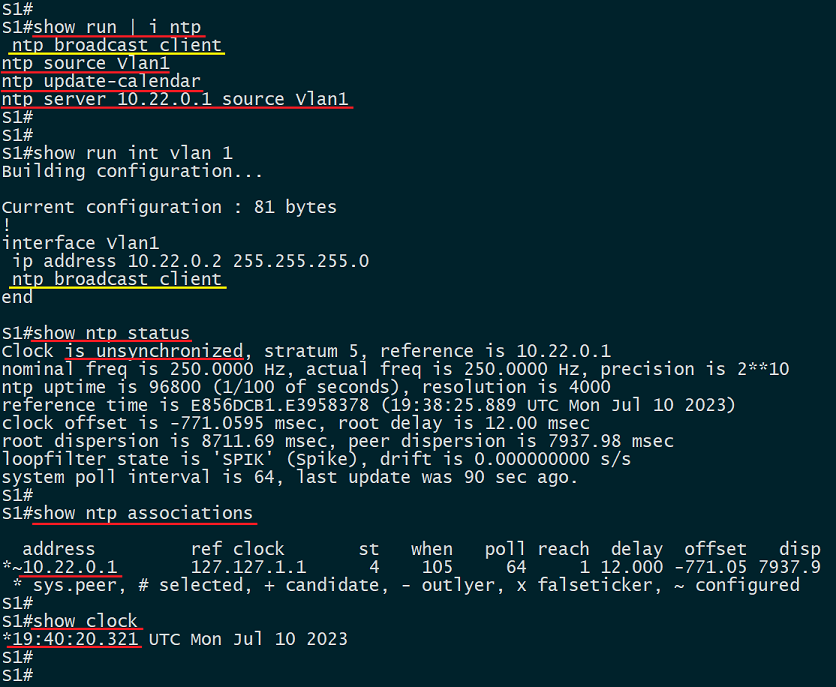 S1#
S1#show run | i ntp
 ntp broadcast client
ntp source Vlan1
ntp update-calendar
ntp server 10.22.0.1 source Vlan1
S1#
S1#
S1#show run int vlan 1
Building configuration...

Current configuration : 81 bytes
!
interface Vlan1
 ip address 10.22.0.2 255.255.255.0
 ntp broadcast client
end

S1#show ntp status
Clock is unsynchronized, stratum 5, reference is 10.22.0.1
nominal freq is 250.0000 Hz, actual freq is 250.0000 Hz, precision is 2**10
ntp uptime is 96800 (1/100 of seconds), resolution is 4000
reference time is E856DCB1.E3958378 (19:38:25.889 UTC Mon Jul 10 2023)
clock offset is -771.0595 msec, root delay is 12.00 msec
root dispersion is 8711.69 msec, peer dispersion is 7937.98 msec
loopfilter state is 'SPIK' (Spike), drift is 0.000000000 s/s
system poll interval is 64, last update was 90 sec ago.
S1#
S1#show ntp associations

  address         ref clock       st   when   poll reach  delay  offset   disp
*~10.22.0.1       127.127.1.1      4    105     64     1 12.000 -771.05 7937.9
 * sys.peer, # selected, + candidate, - outlyer, x falseticker, ~ configured
S1#
S1#show clock
*19:40:20.321 UTC Mon Jul 10 2023
S1#
S1#